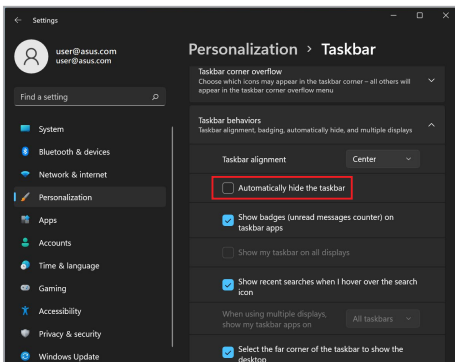 Settings
user@asus.com
user@asus.com
Find a setting
System
Bluetooth & devices
Network & internet
Personalization
Apps
Accounts
Time & language
Gaming
Accessibility
Privacy & security
Windows Update
Personalization > Taskbar
Taskbar corner overflow
Choose which icons may appear in the taskbar corner – all others will
appear in the taskbar corner overflow menu
Taskbar behaviors
Taskbar alignment, badging, automatically hide, and multiple displays
Taskbar alignment Center
Automatically hide the taskbar
Show badges (unread messages counter) on
taskbar apps
Show my taskbar on all displays
Show recent searches when I hover over the search
icon
When using multiple displays,
show my taskbar apps on All taskbars
Select the far corner of the taskbar to show the
desktop